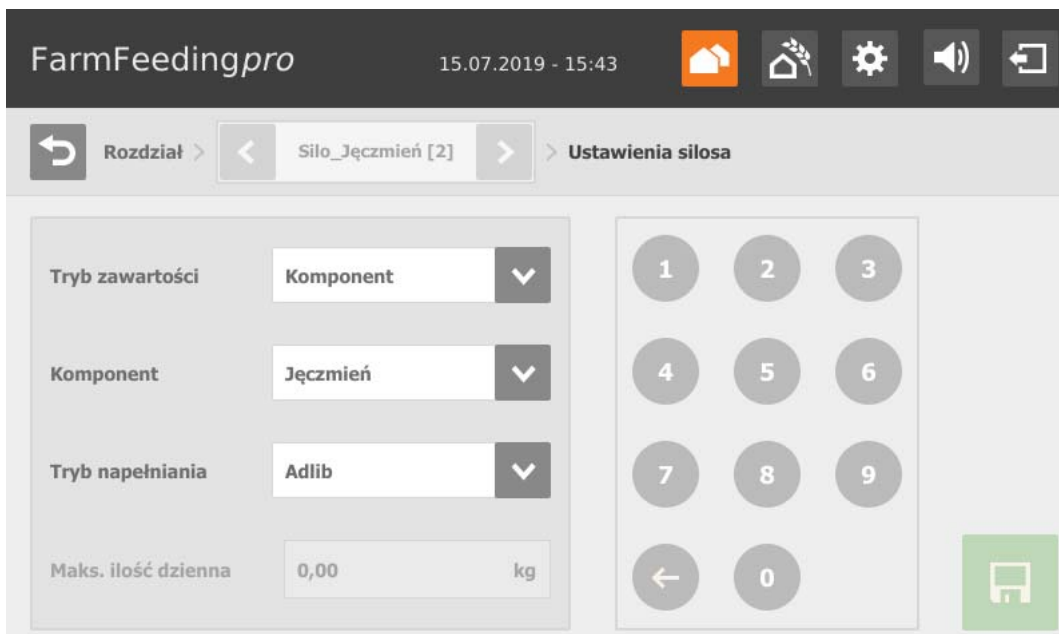 FarmFeedingpro 15.07.2019 - 15:43
Rozdział > < Silo_Jęczmień [2] > > Ustawienia silosa
Tryb zawartości Komponent
Komponent Jęczmień
Tryb napełniania Adlib
Maks. ilość dzienna 0,00 kg
1 2 3
4 5 6
7 8 9
← 0